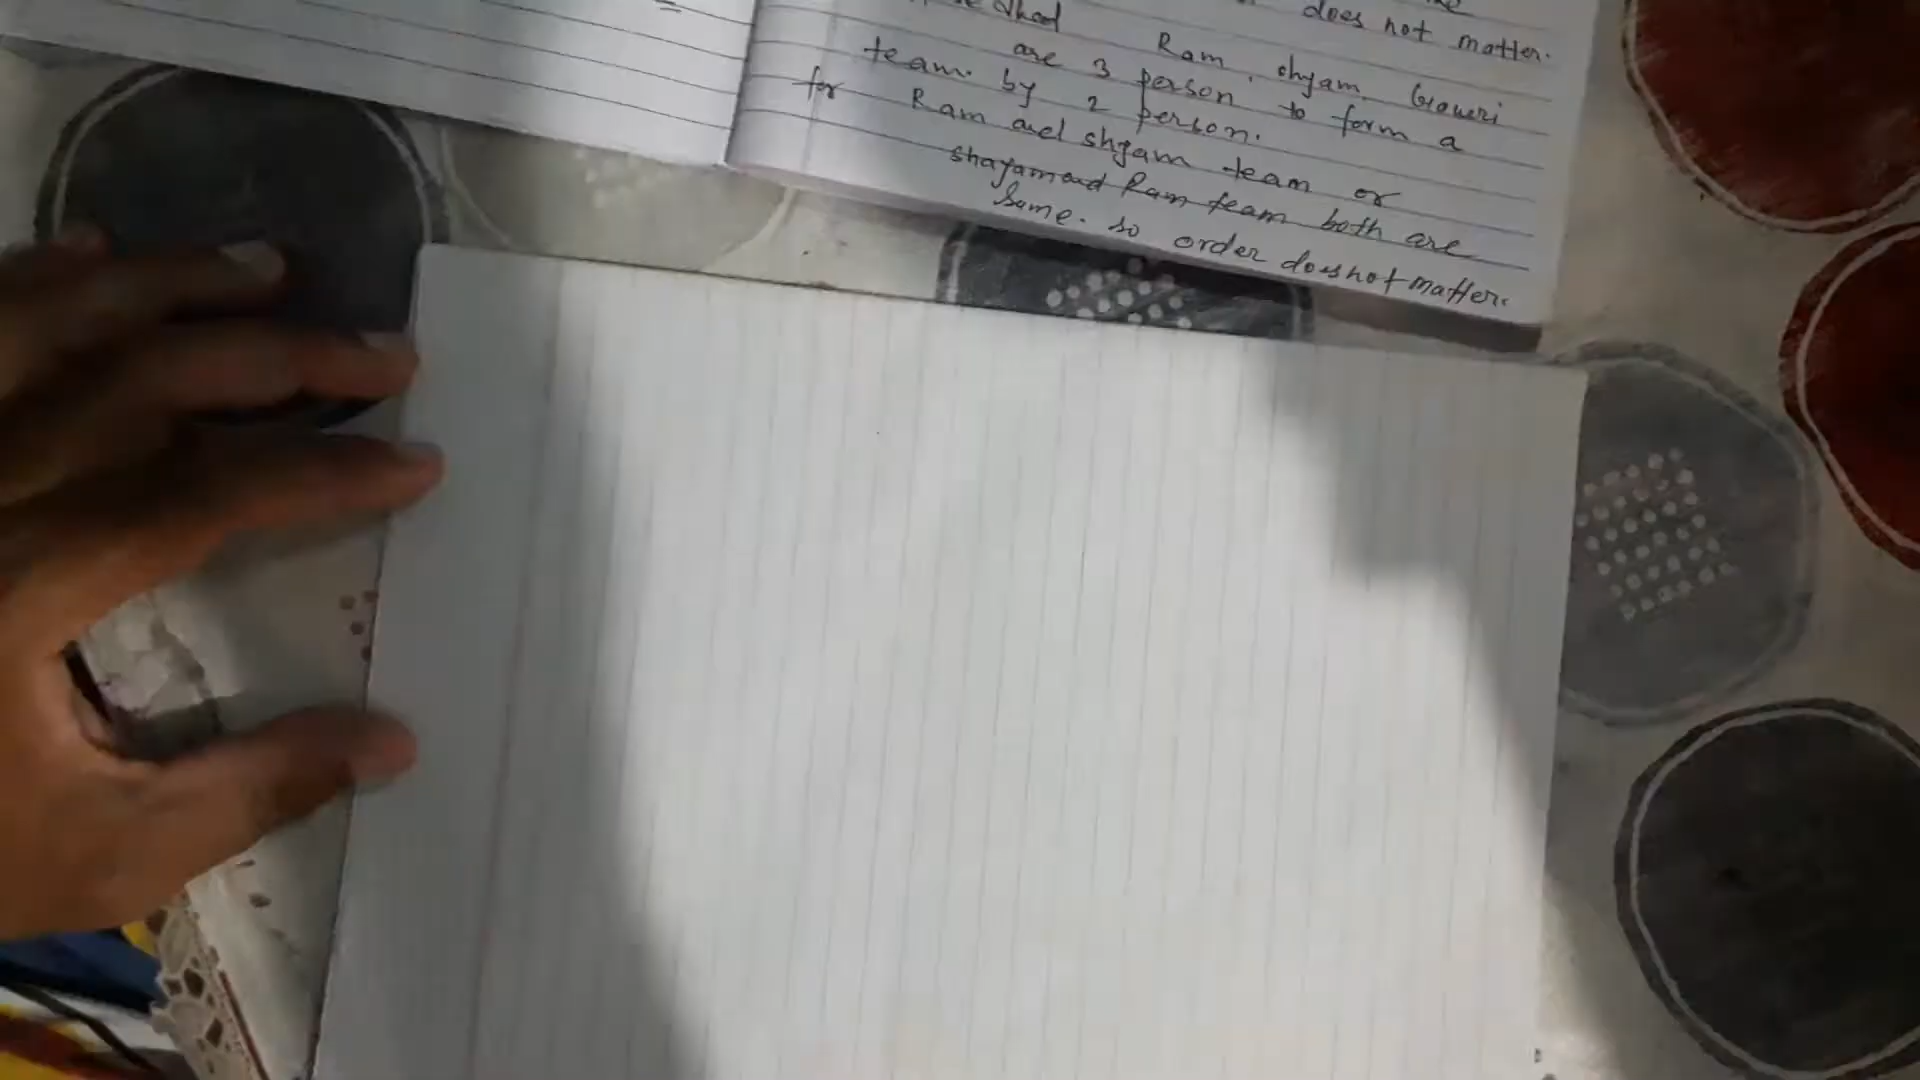 does not matter.
Ram, shyam, Gouri
are 3 person to form a
team. by 2 person.
for Ram and shyam team or
shayam and Ram team both are
Same. so order does not matter.